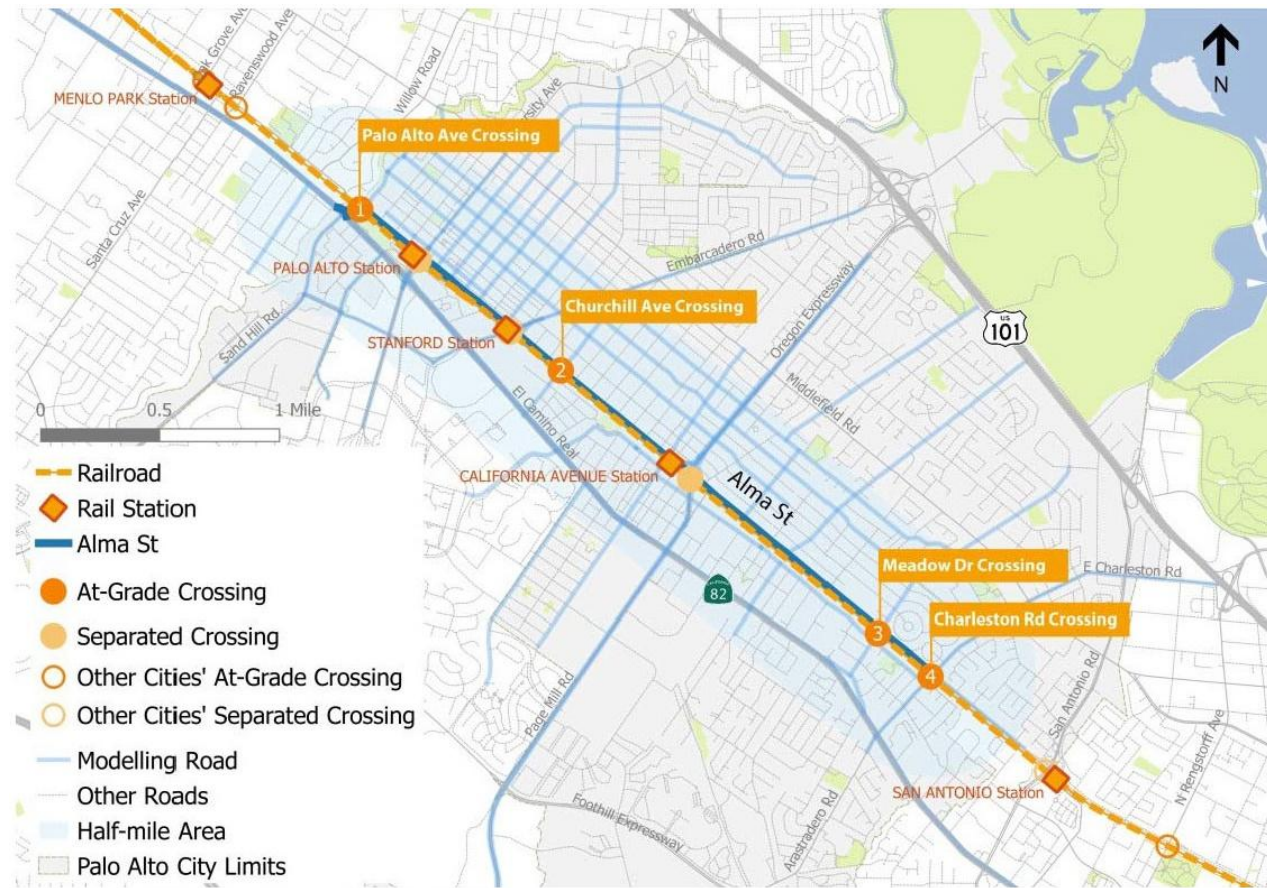 Oak Grove Ave
Ravenswood Ave
Willow Road
MENLO PARK Station
N
Palo Alto Ave Crossing
1
Santa Cruz Ave
PALO ALTO Station
Embarcadero Rd
Churchill Ave Crossing
Oregon Expressway
US
101
Sand Hill Rd
STANFORD Station
2
El Camino Real
Middlefield Rd
0 0.5 1 Mile
CALIFORNIA AVENUE Station
Alma St
Railroad
Rail Station
Alma St
At-Grade Crossing
Separated Crossing
Other Cities' At-Grade Crossing
Other Cities' Separated Crossing
Modelling Road
Other Roads
Half-mile Area
Palo Alto City Limits
Meadow Dr Crossing
E Charleston Rd
82
Charleston Rd Crossing
3
4
Page Mill Rd
San Antonio Rd
N Rengstorff Ave
SAN ANTONIO Station
Foothill Expressway
Arastradero Rd